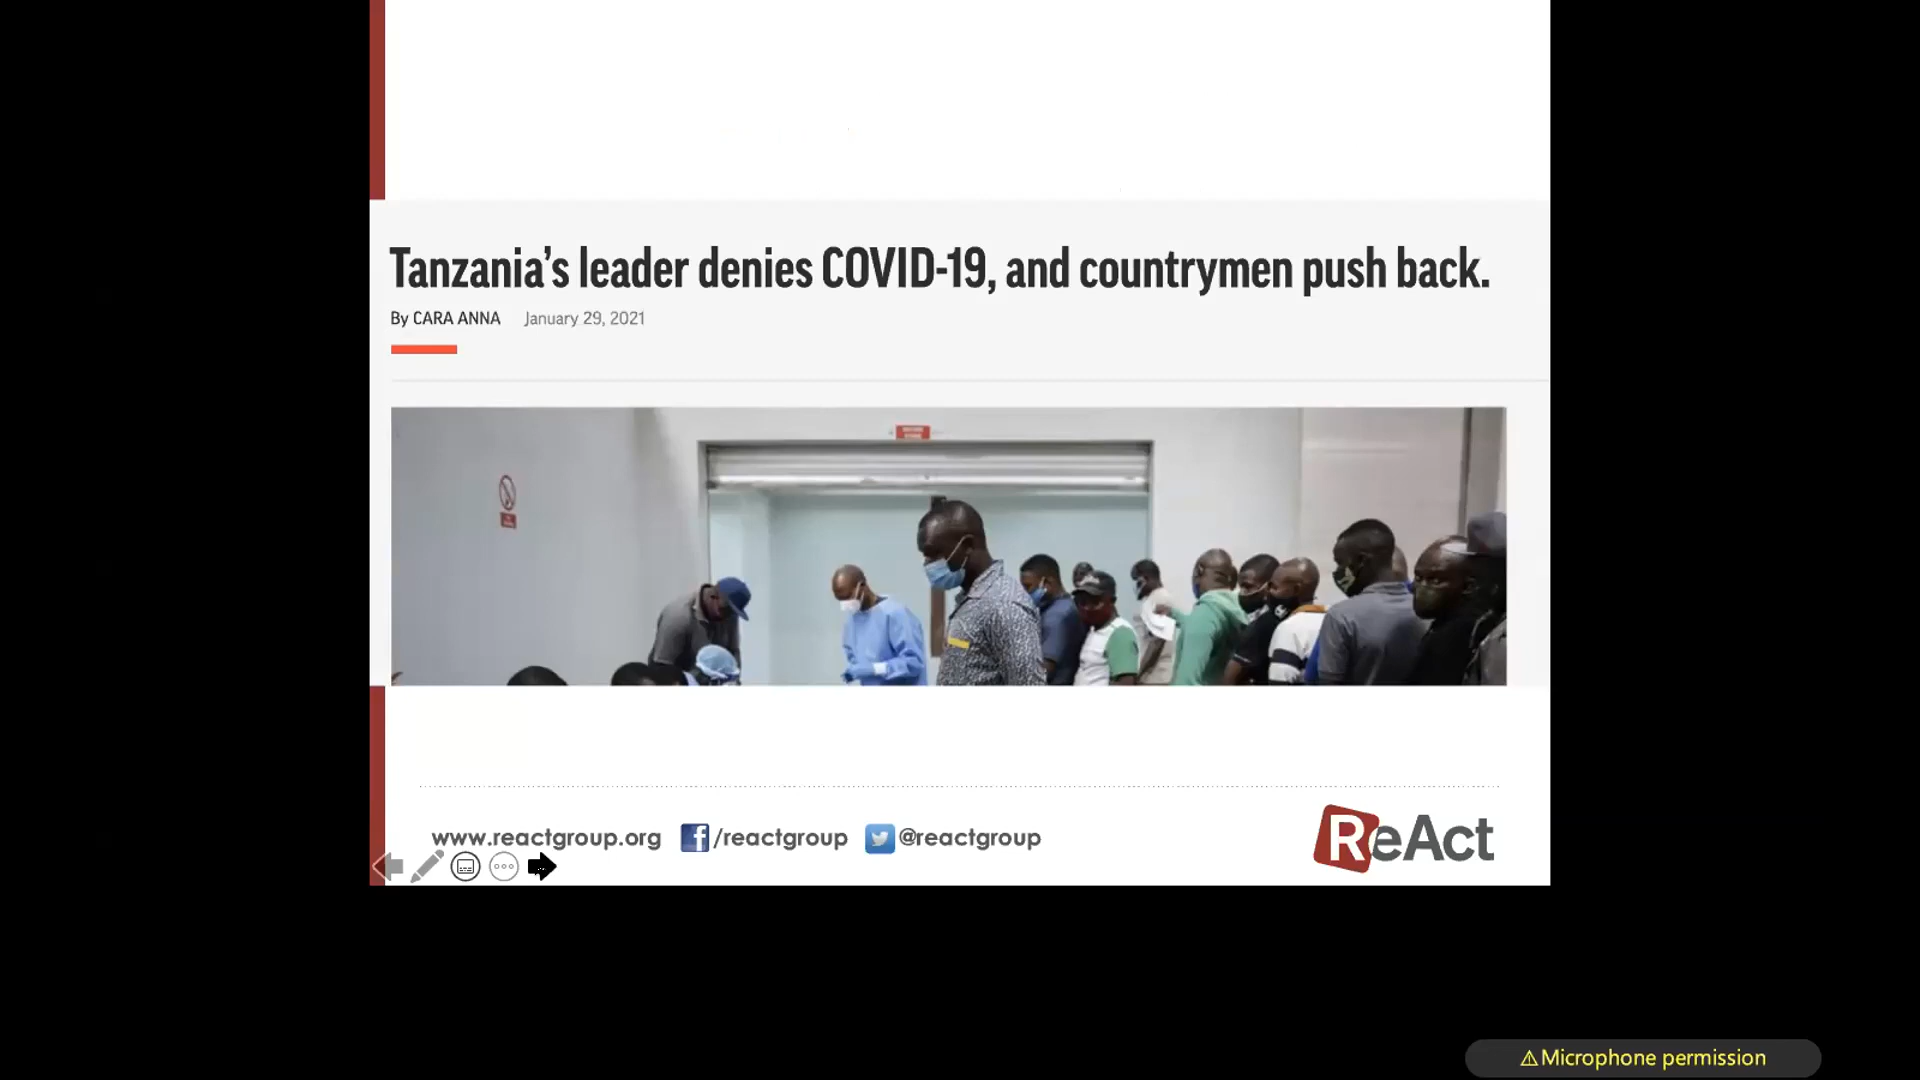 Tanzania's leader denies COVID-19, and countrymen push back.
By CARA ANNA January 29, 2021
www.reactgroup.org /reactgroup @reactgroup
ReAct
⚠Microphone permission